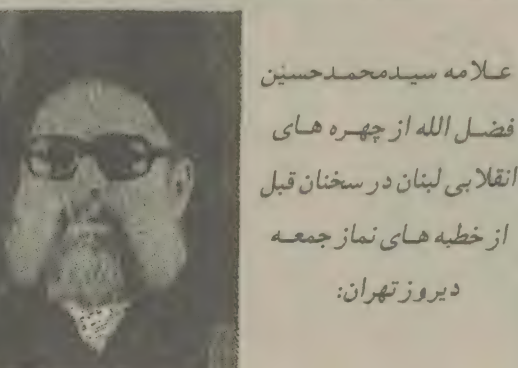 علامه سیدمحمدحسین
فضل الله از چهره های
انقلابی لبنان در سخنان قبل
از خطبه های نماز جمعه
دیروز تهران: